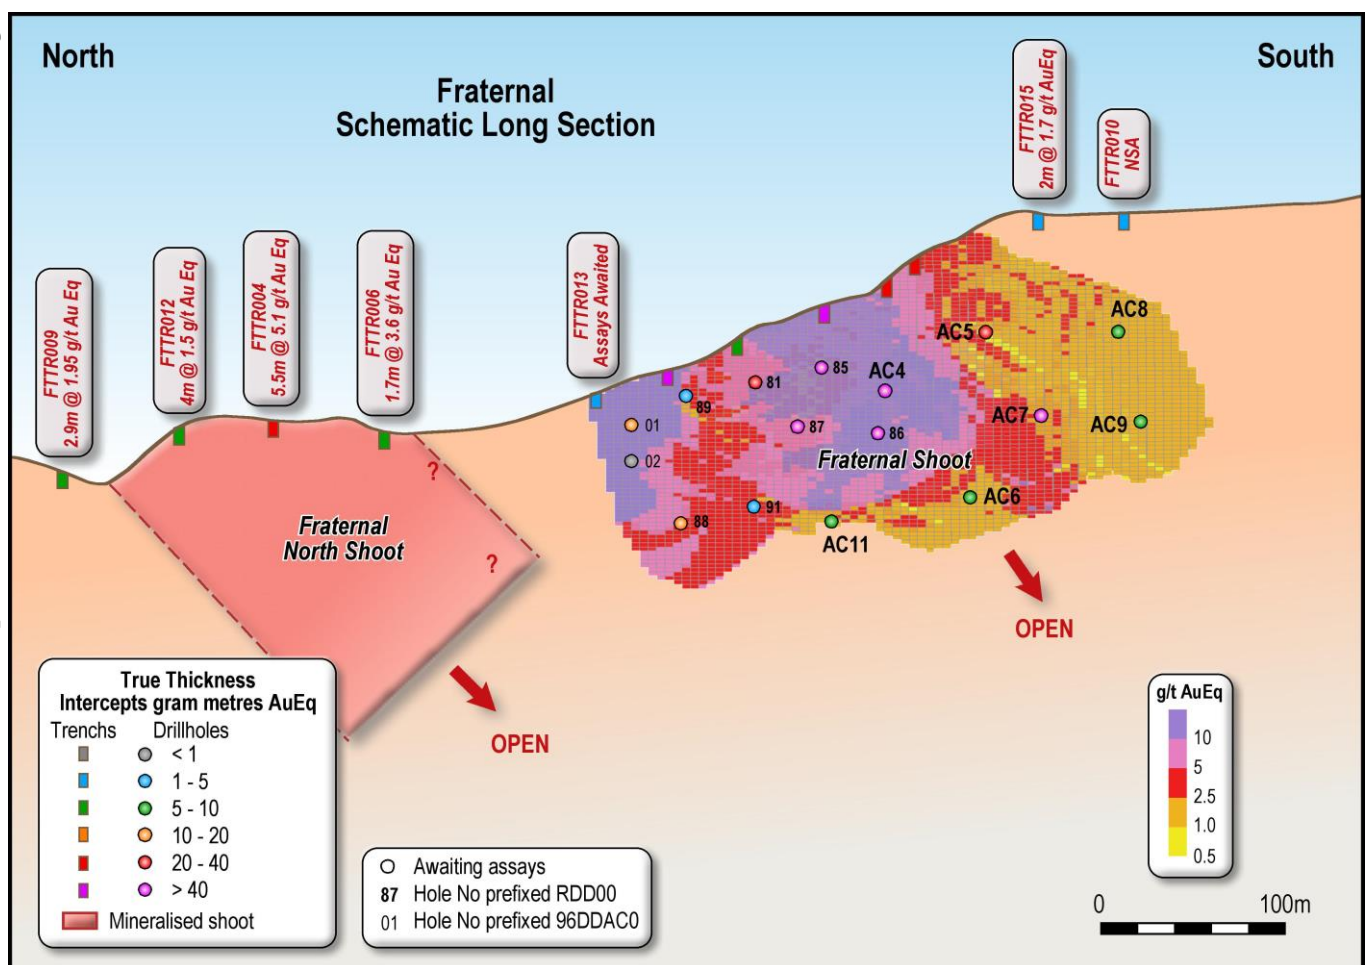 North
South
Fraternal
Schematic Long Section
FTTR009
2.9m @ 1.95 g/t Au Eq
FTTR012
4m @ 1.5 g/t Au Eq
FTTR004
5.5m @ 5.1 g/t Au Eq
FTTR006
1.7m @ 3.6 g/t Au Eq
FTTR013
Assays Awaited
FTTR015
2m @ 1.7 g/t AuEq
FTTR010
NSA
AC8
AC5
85
81
AC4
89
AC7
AC9
01
87
86
02
Fraternal Shoot
?
AC6
91
88
AC11
Fraternal
North Shoot
?
OPEN
OPEN
True Thickness
Intercepts gram metres AuEq
Trenchs Drillholes
< 1
1 - 5
5 - 10
10 - 20
20 - 40
> 40
Mineralised shoot
Awaiting assays
87 Hole No prefixed RDD00
01 Hole No prefixed 96DDAC0
g/t AuEq
10
5
2.5
1.0
0.5
0 100m